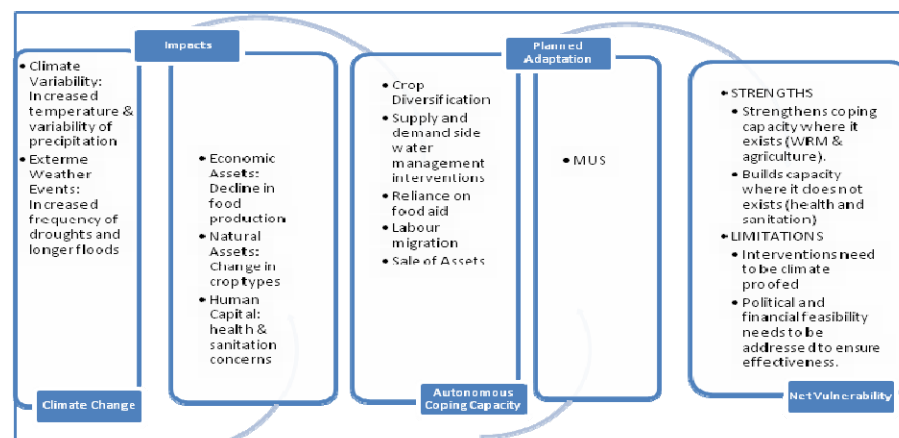 Impacts
Planned
Adaptation
• Climate
Variability:
Increased
temperature &
variability of
precipitation
• Exterme
Weather
Events:
Increased
frequency of
droughts and
longer floods
Climate Change
• Economic
Assets:
Decline in
food
production
• Natural
Assets:
Change in
crop types
• Human
Capital:
health &
sanitation
concerns
• Crop
Diversification
• Supply and
demand side
water
management
interventions
• Reliance on
food aid
• Labour
migration
• Sale of Assets
Autonomous
Coping Capacity
• MUS
• STRENGTHS
• Strengthens coping
capacity where it
exists (WRM &
agriculture).
• Builds capacity
where it does not
exists (health and
sanitation)
• LIMITATIONS
• Interventions need
to be climate
proofed
• Political and
financial feasibility
needs to be
addressed to ensure
effectiveness.
Net Vulnerability